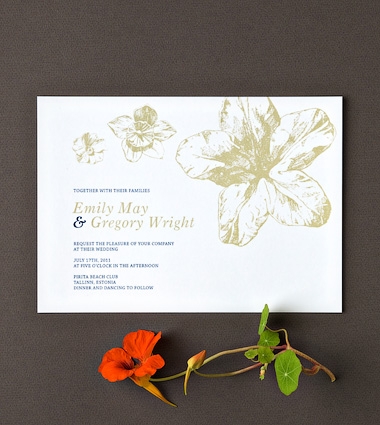 TOGETHER WITH THEIR FAMILIES
Emily May
& Gregory Wright
REQUEST THE PLEASURE OF YOUR COMPANY
AT THEIR WEDDING
JULY 17TH, 2011
AT FIVE O'CLOCK IN THE AFTERNOON
PIRITA BEACH CLUB
TALLINN, ESTONIA
DINNER AND DANCING TO FOLLOW